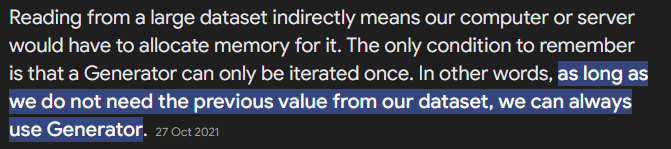 Reading from a large dataset indirectly means our computer or server
would have to allocate memory for it. The only condition to remember
is that a Generator can only be iterated once. In other words, as long as
we do not need the previous value from our dataset, we can always
use Generator. 27 Oct 2021